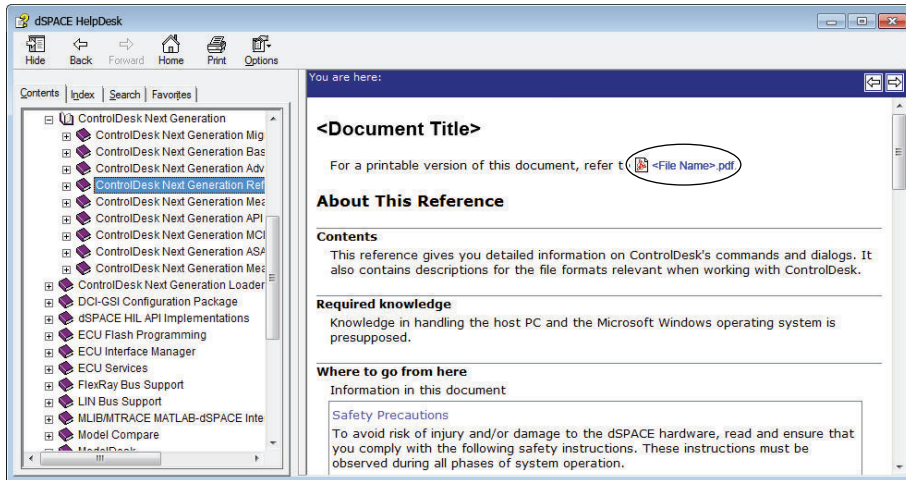 dSPACE HelpDesk
Hide Back Forward Home Print Options
Contents Index Search Favorites
ControlDesk Next Generation
ControlDesk Next Generation Mig
ControlDesk Next Generation Bas
ControlDesk Next Generation Adv
ControlDesk Next Generation Ref
ControlDesk Next Generation Mea
ControlDesk Next Generation API
ControlDesk Next Generation MCI
ControlDesk Next Generation ASA
ControlDesk Next Generation Mea
ControlDesk Next Generation Loader
DCI-GSI Configuration Package
dSPACE HIL API Implementations
ECU Flash Programming
ECU Interface Manager
ECU Services
FlexRay Bus Support
LIN Bus Support
MLIB/MTRACE MATLAB-dSPACE Inte
Model Compare
ModelDesk
You are here:
<Document Title>
For a printable version of this document, refer t <File Name>.pdf.
About This Reference
Contents
This reference gives you detailed information on ControlDesk's commands and dialogs. It
also contains descriptions for the file formats relevant when working with ControlDesk.
Required knowledge
Knowledge in handling the host PC and the Microsoft Windows operating system is
presupposed.
Where to go from here
Information in this document
Safety Precautions
To avoid risk of injury and/or damage to the dSPACE hardware, read and ensure that
you comply with the following safety instructions. These instructions must be
observed during all phases of system operation.